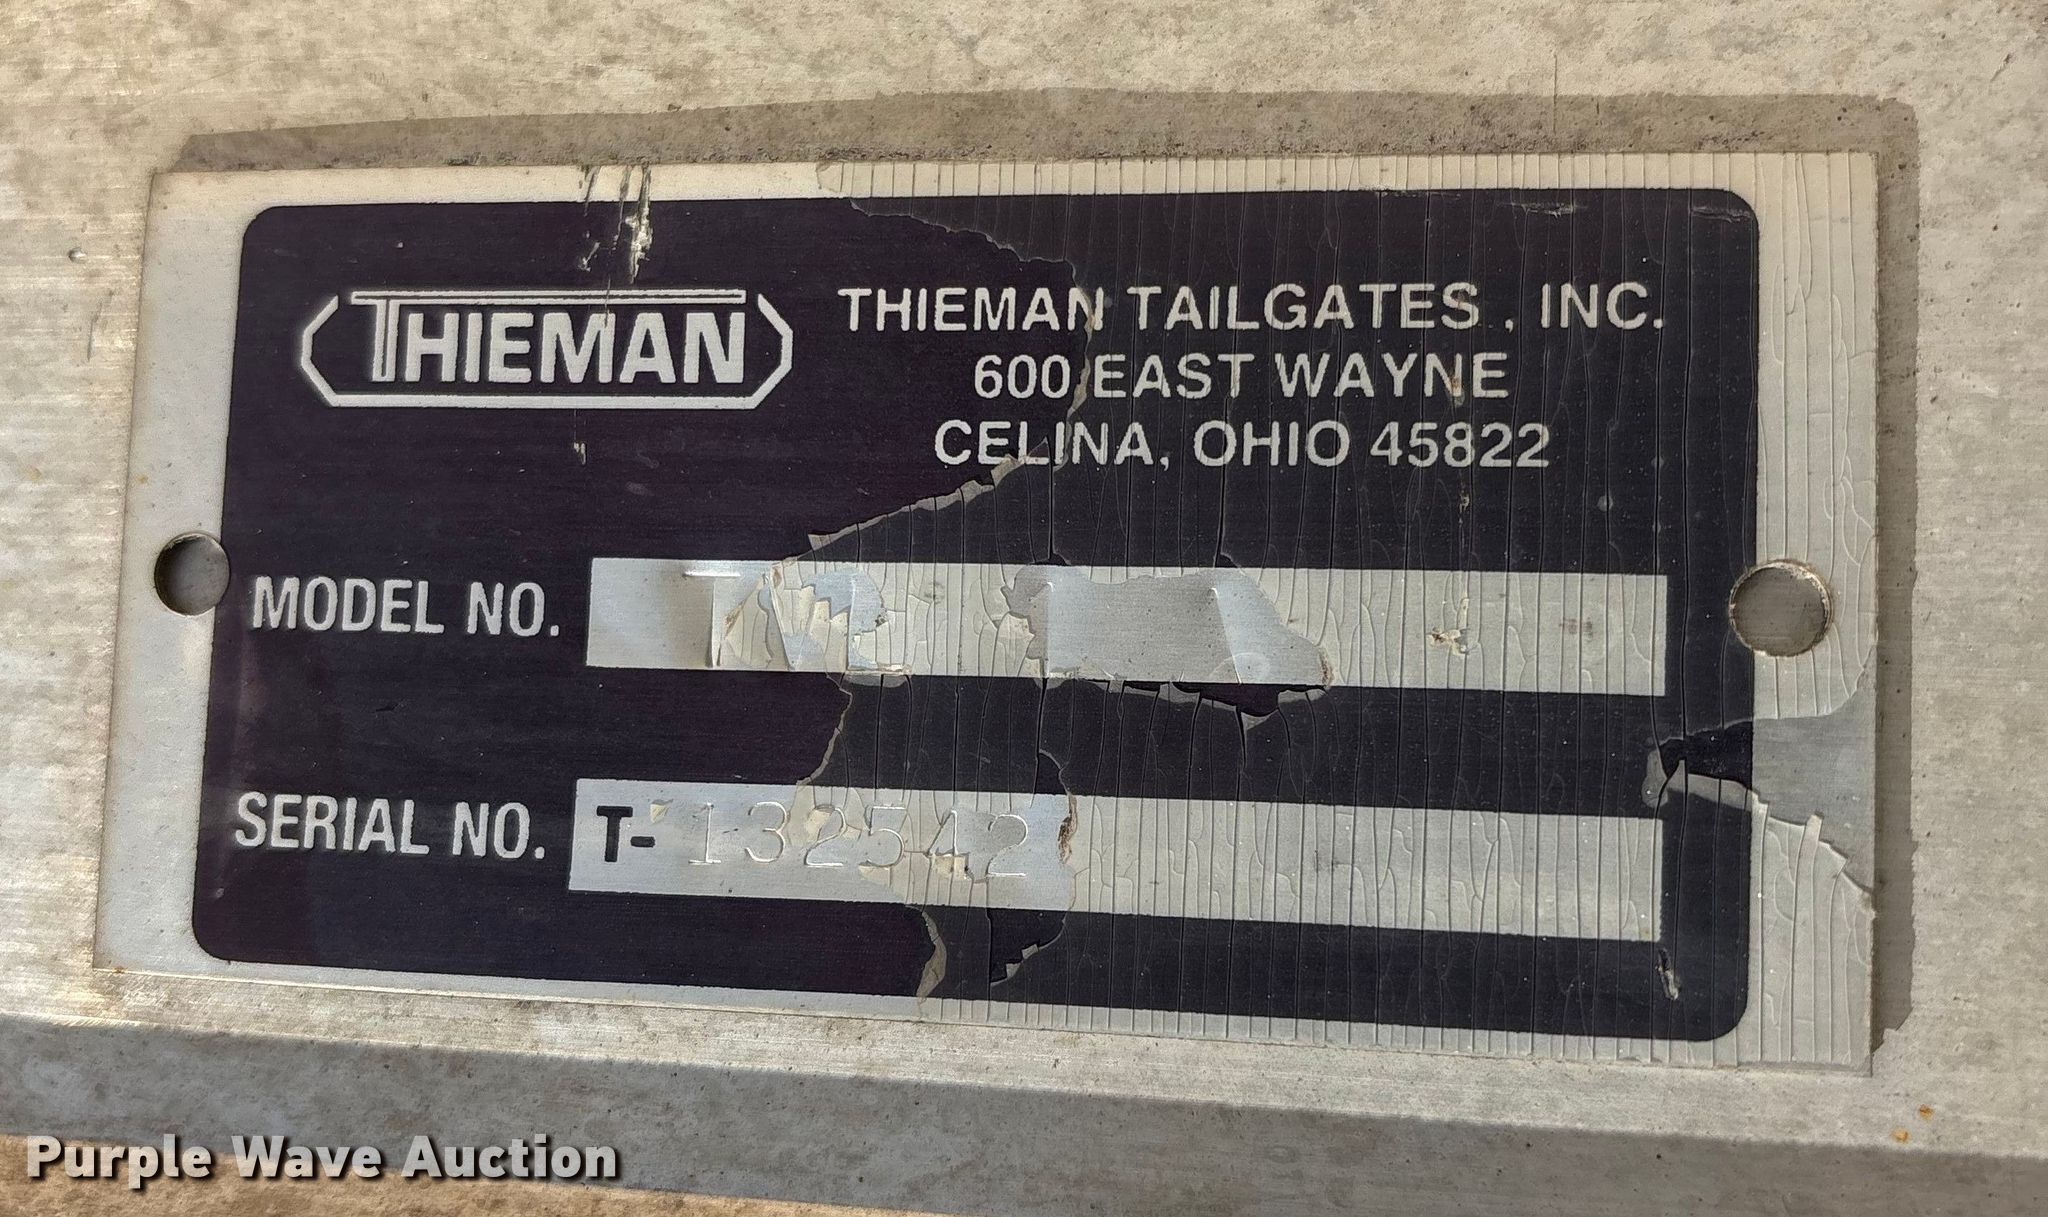 THIEMAN
THIEMAN TAILGATES, INC.
600 EAST WAYNE
CELINA, OHIO 45822
MODEL NO.
SERIAL NO. T-132542
Purple Wave Auction